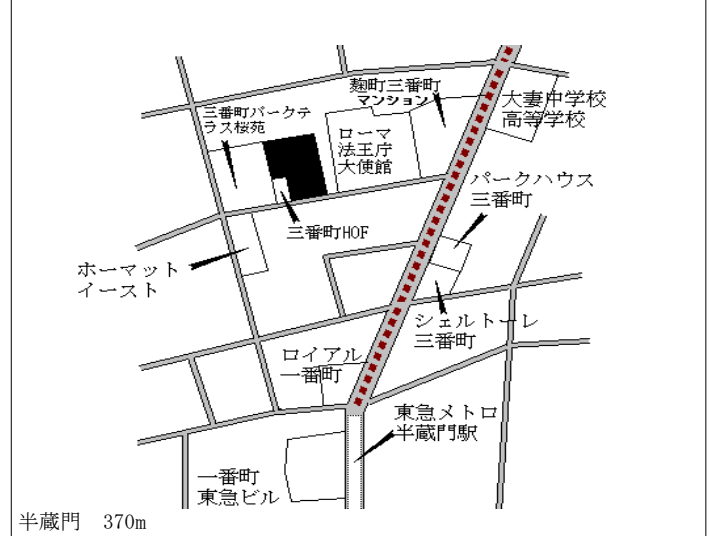 麹町三番町
マンション
大妻中学校
高等学校
三番町パークテ
ラス桜苑
ローマ
法王庁
大使館
パークハウス
三番町
三番町HOF
ホーマット
イースト
シェルトーレ
三番町
ロイアル
一番町
東急メトロ
半蔵門駅
一番町
東急ビル
半蔵門　370m